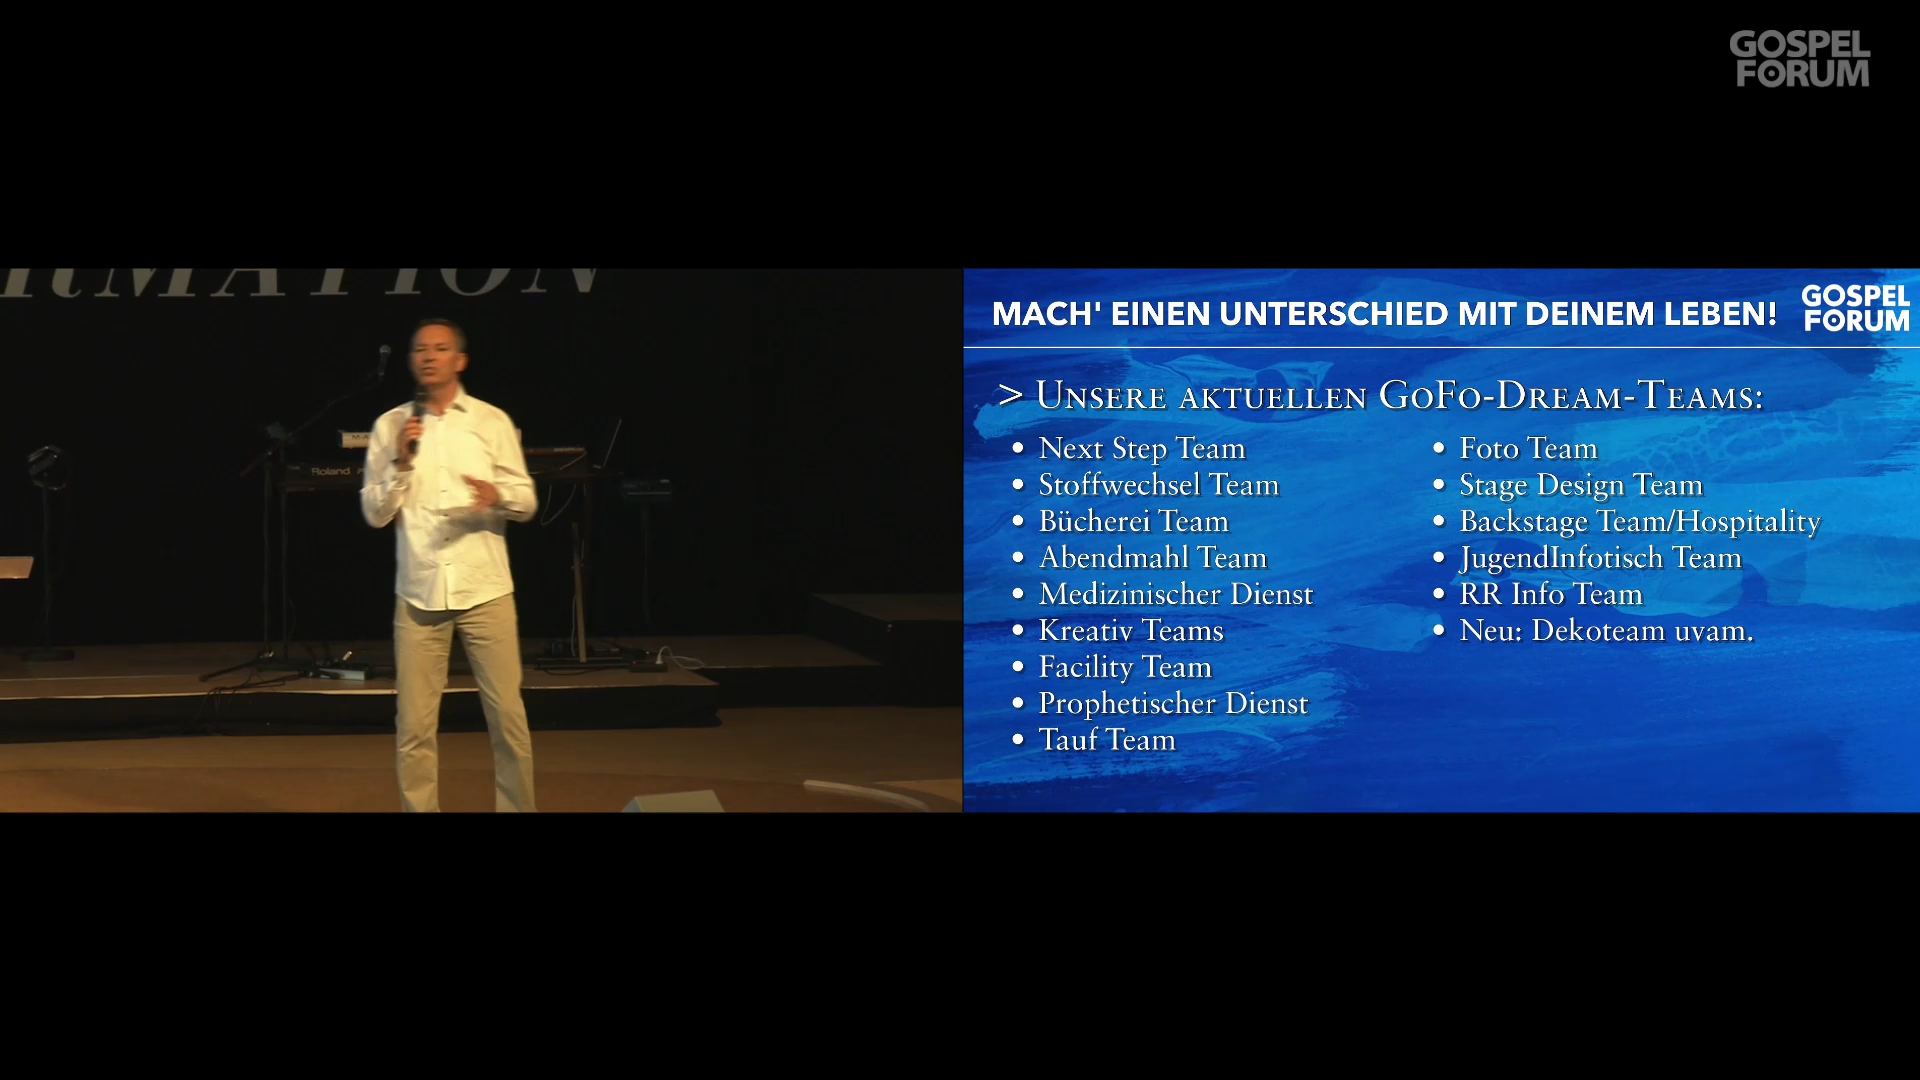 GOSPEL
FORUM
RMATION
Roland
MACH' EINEN UNTERSCHIED MIT DEINEM LEBEN!
GOSPEL
FORUM
> Unsere aktuellen GoFo-Dream-Teams:
• Next Step Team
• Stoffwechsel Team
• Bücherei Team
• Abendmahl Team
• Medizinischer Dienst
• Kreativ Teams
• Facility Team
• Prophetischer Dienst
• Tauf Team
• Foto Team
• Stage Design Team
• Backstage Team/Hospitality
• JugendInfotisch Team
• RR Info Team
• Neu: Dekoteam uvam.